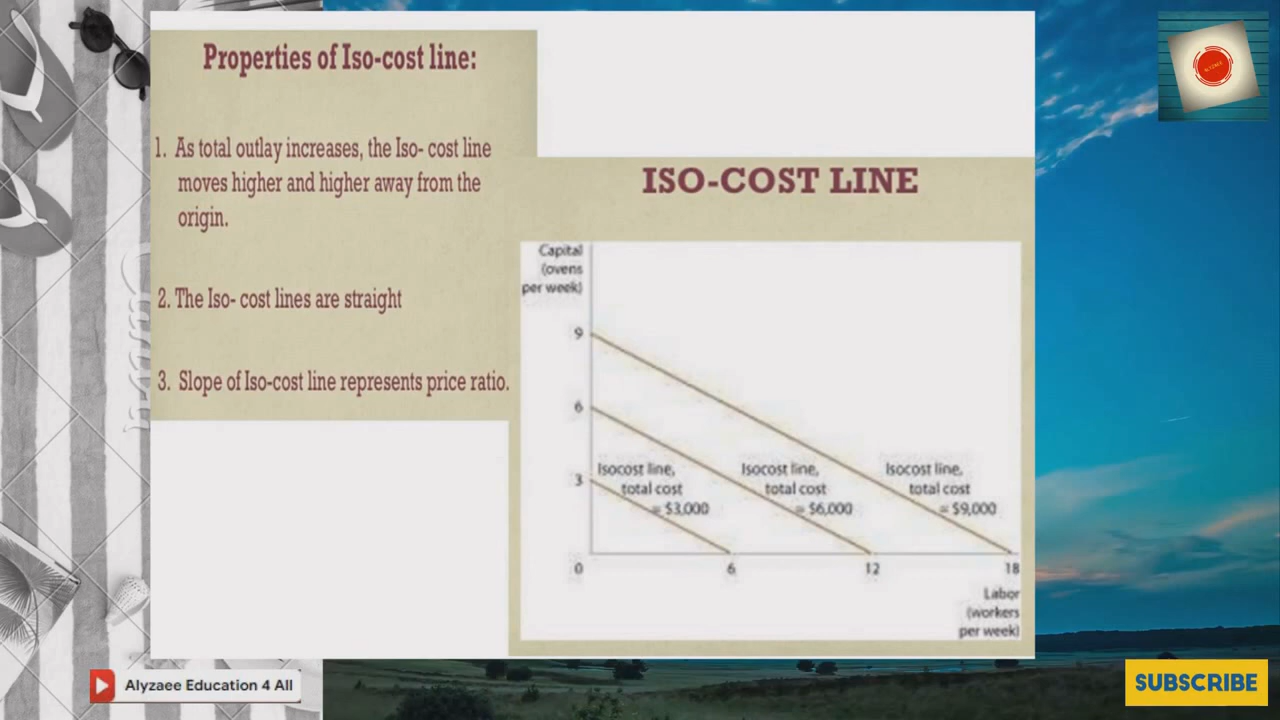 Properties of Iso-cost line:
1. As total outlay increases, the Iso- cost line
moves higher and higher away from the
origin.
2. The Iso- cost lines are straight
3. Slope of Iso-cost line represents price ratio.
ISO-COST LINE
Capital
(ovens
per week)
9
6
3
0
Isocost line,
total cost
= $3,000
Isocost line,
total cost
= $6,000
Isocost line,
total cost
= $9,000
6
12
18
Labor
(workers
per week)
Alyzaee Education 4 All
SUBSCRIBE